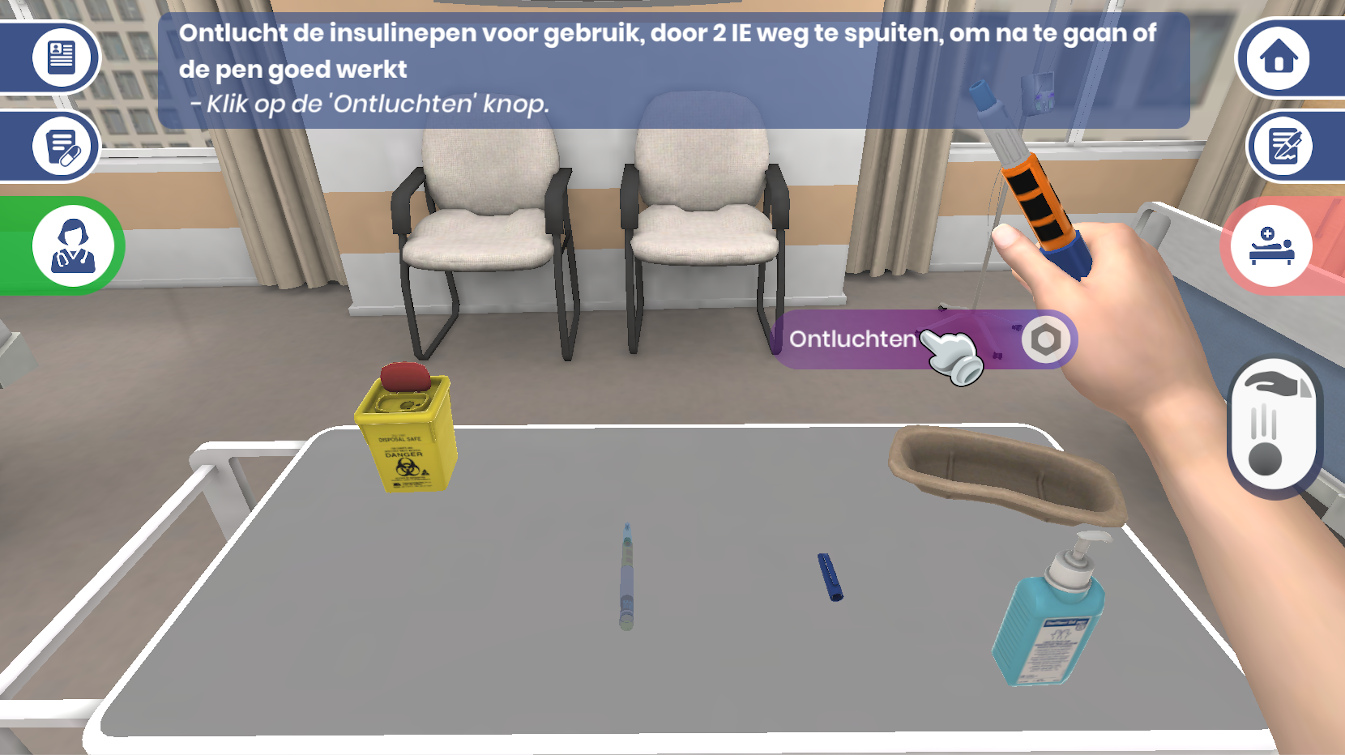 Ontlucht de insulinepen voor gebruik, door 2 IE weg te spuiten, om na te gaan of
de pen goed werkt
- Klik op de 'Ontluchten' knop.
Ontluchten
DISPOSAL SAFE
DANGER